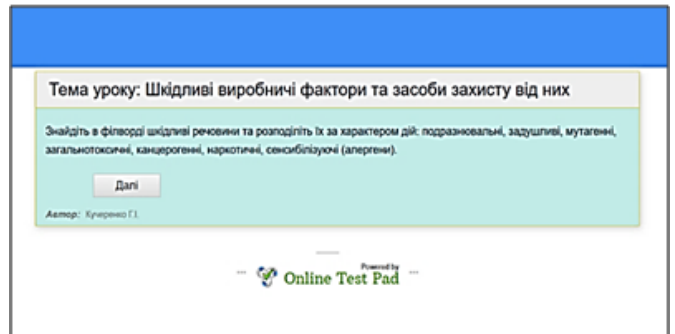 Тема уроку: Шкідливі виробничі фактори та засоби захисту від них
Знайдіть в філворді шкідливі речовини та розподіліть їх за характером дій: подразнювальні, задушливі, мутагенні,
загальнотоксичні, канцерогенні, наркотичні, сенсибілізуючі (алергени).
Далі
Автор: Кучеренко Г.І.
Powered by
Online Test Pad